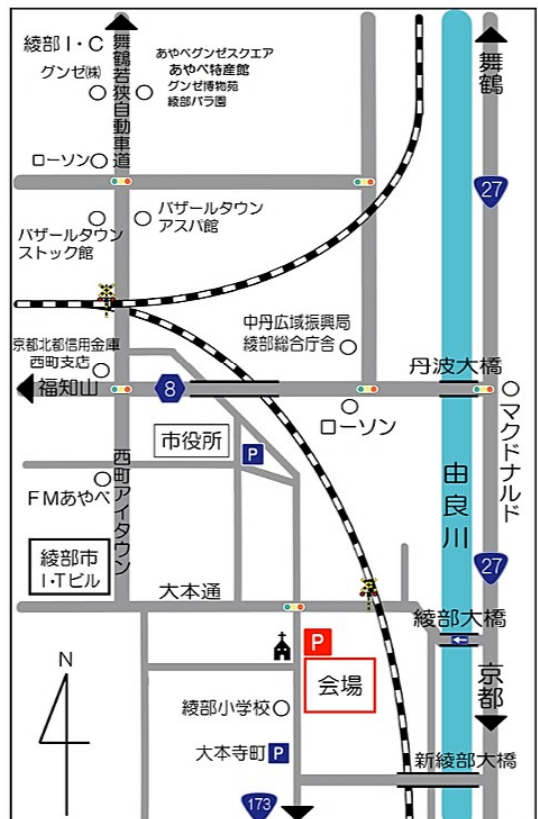 綾部I・C
グンゼ㈱
舞鶴若狭自動車道
あやベグンゼスクエア
あやべ特産館
グンゼ博物苑
綾部バラ園
舞鶴
ローソン
27
バザールタウン
アスパ館
バザールタウン
ストック館
中丹広域振興局
綾部総合庁舎
京都北都信用金庫
西町支店
丹波大橋
福知山
8
ローソン
マクドナルド
市役所
P
西町アイタウン
FMあやべ
由良川
綾部市
I・Tビル
27
大本通
綾部大橋
P
会場
京都
綾部小学校
大本寺町
P
新綾部大橋
173
N